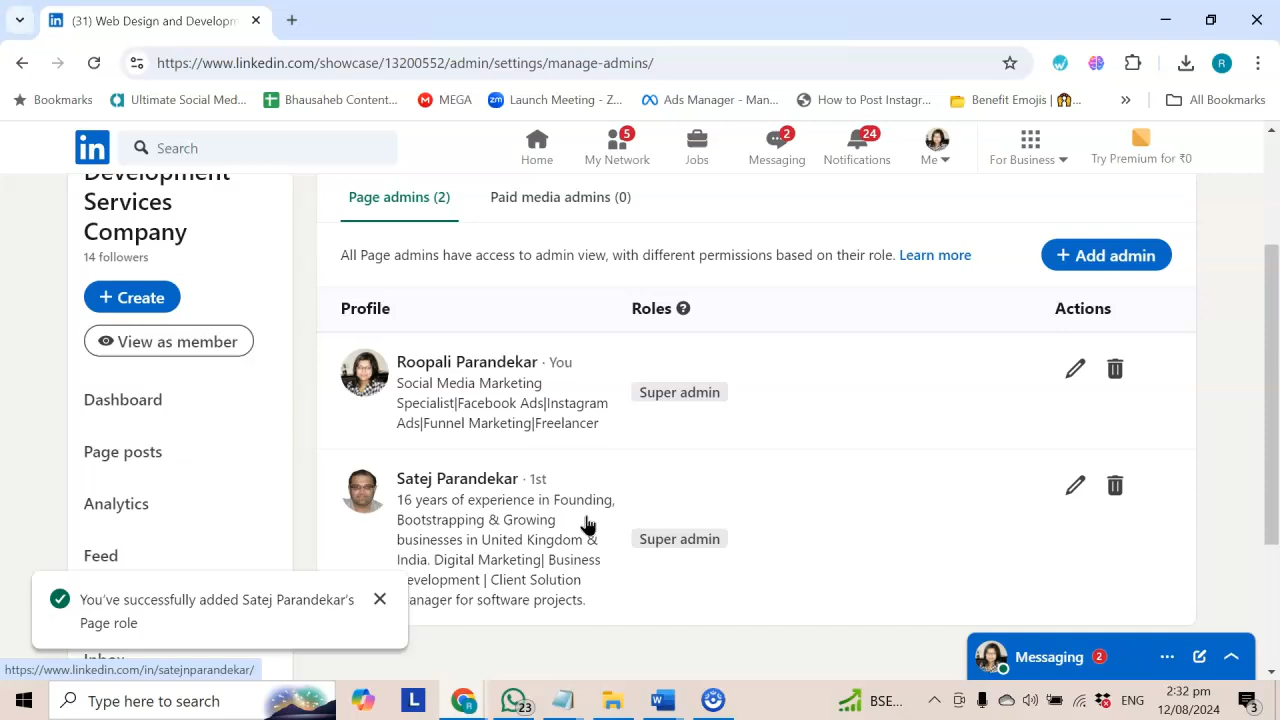 (31) Web Design and Developm
https://www.linkedin.com/showcase/13200552/admin/settings/manage-admins/
R
Bookmarks
Ultimate Social Med...
Bhausaheb Content...
MEGA
zm
Launch Meeting - Z...
Ads Manager - Man...
How to Post Instagr...
Benefit Emojis | ...
»
All Bookmarks
in
Search
Home
5
My Network
Jobs
2
Messaging
24
Notifications
Me
For Business
Try Premium for ₹0
Development
Services
Company
14 followers
+ Create
View as member
Dashboard
Page posts
Analytics
Feed
Inbox
Page admins (2)
Paid media admins (0)
All Page admins have access to admin view, with different permissions based on their role. Learn more
+ Add admin
Profile
Roles
Actions
Roopali Parandekar · You
Social Media Marketing
Specialist|Facebook Ads|Instagram
Ads|Funnel Marketing|Freelancer
Super admin
Satej Parandekar · 1st
16 years of experience in Founding,
Bootstrapping & Growing
businesses in United Kingdom &
India. Digital Marketing| Business
evelopment | Client Solution
anager for software projects.
Super admin
You've successfully added Satej Parandekar's
Page role
https://www.linkedin.com/in/satejnparandekar/
Messaging
2
Type here to search
L
R
23
W
BSE...
ENG
2:32 pm
12/08/2024
3